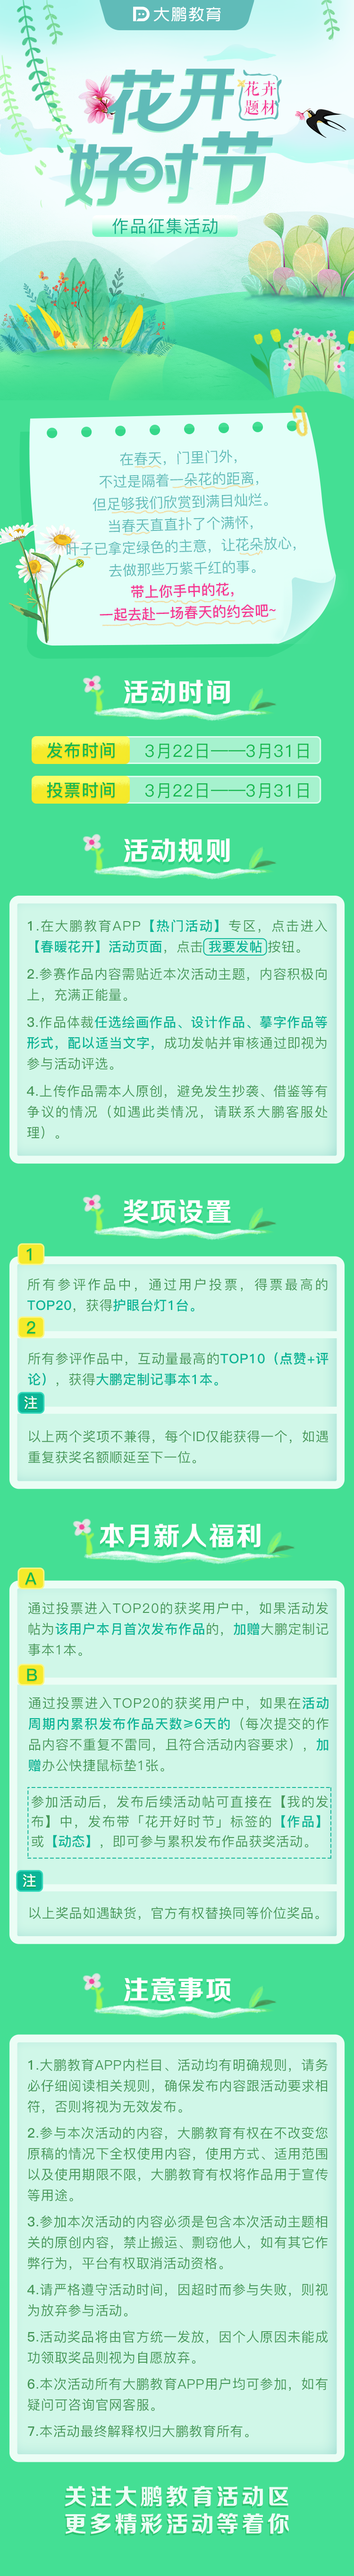 大鹏教育
花开
花卉
题材
好时节
作品征集活动
在春天，门里门外，
不过是隔着一朵花的距离，
但足够我们欣赏到满目灿烂。
当春天直直扑了个满怀，
叶子已拿定绿色的主意，让花朵放心，
去做那些万紫千红的事。
带上你手中的花，
一起去赴一场春天的约会吧~
活动时间
发布时间 3月22日——3月31日
投票时间 3月22日——3月31日
活动规则
1.在大鹏教育APP【热门活动】专区，点击进入
【春暖花开】活动页面，点击 我要发帖 按钮。
2.参赛作品内容需贴近本次活动主题，内容积极向
上，充满正能量。
3.作品体裁任选绘画作品、设计作品、摹字作品等
形式，配以适当文字，成功发帖并审核通过即视为
参与活动评选。
4.上传作品需本人原创，避免发生抄袭、借鉴等有
争议的情况（如遇此类情况，请联系大鹏客服处
理）。
奖项设置
1
所有参评作品中，通过用户投票，得票最高的
TOP20，获得护眼台灯1台。
2
所有参评作品中，互动量最高的TOP10（点赞+评
论），获得大鹏定制记事本1本。
注
以上两个奖项不兼得，每个ID仅能获得一个，如遇
重复获奖名额顺延至下一位。
本月新人福利
A
通过投票进入TOP20的获奖用户中，如果活动发
帖为该用户本月首次发布作品的，加赠大鹏定制记
事本1本。
B
通过投票进入TOP20的获奖用户中，如果在活动
周期内累积发布作品天数≥6天的（每次提交的作
品内容不重复不雷同，且符合活动内容要求），加
赠办公快捷鼠标垫1张。
参加活动后，发布后续活动帖可直接在【我的发
布】中，发布带「花开好时节」标签的【作品】
或【动态】，即可参与累积发布作品获奖活动。
注
以上奖品如遇缺货，官方有权替换同等价位奖品。
注意事项
1.大鹏教育APP内栏目、活动均有明确规则，请务
必仔细阅读相关规则，确保发布内容跟活动要求相
符，否则将视为无效发布。
2.参与本次活动的内容，大鹏教育有权在不改变您
原稿的情况下全权使用内容，使用方式、适用范围
以及使用期限不限，大鹏教育有权将作品用于宣传
等用途。
3.参加本次活动的内容必须是包含本次活动主题相
关的原创内容，禁止搬运、剽窃他人，如有其它作
弊行为，平台有权取消活动资格。
4.请严格遵守活动时间，因超时而参与失败，则视
为放弃参与活动。
5.活动奖品将由官方统一发放，因个人原因未能成
功领取奖品则视为自愿放弃。
6.本次活动所有大鹏教育APP用户均可参加，如有
疑问可咨询官网客服。
7.本活动最终解释权归大鹏教育所有。
关注大鹏教育活动区
更多精彩活动等着你